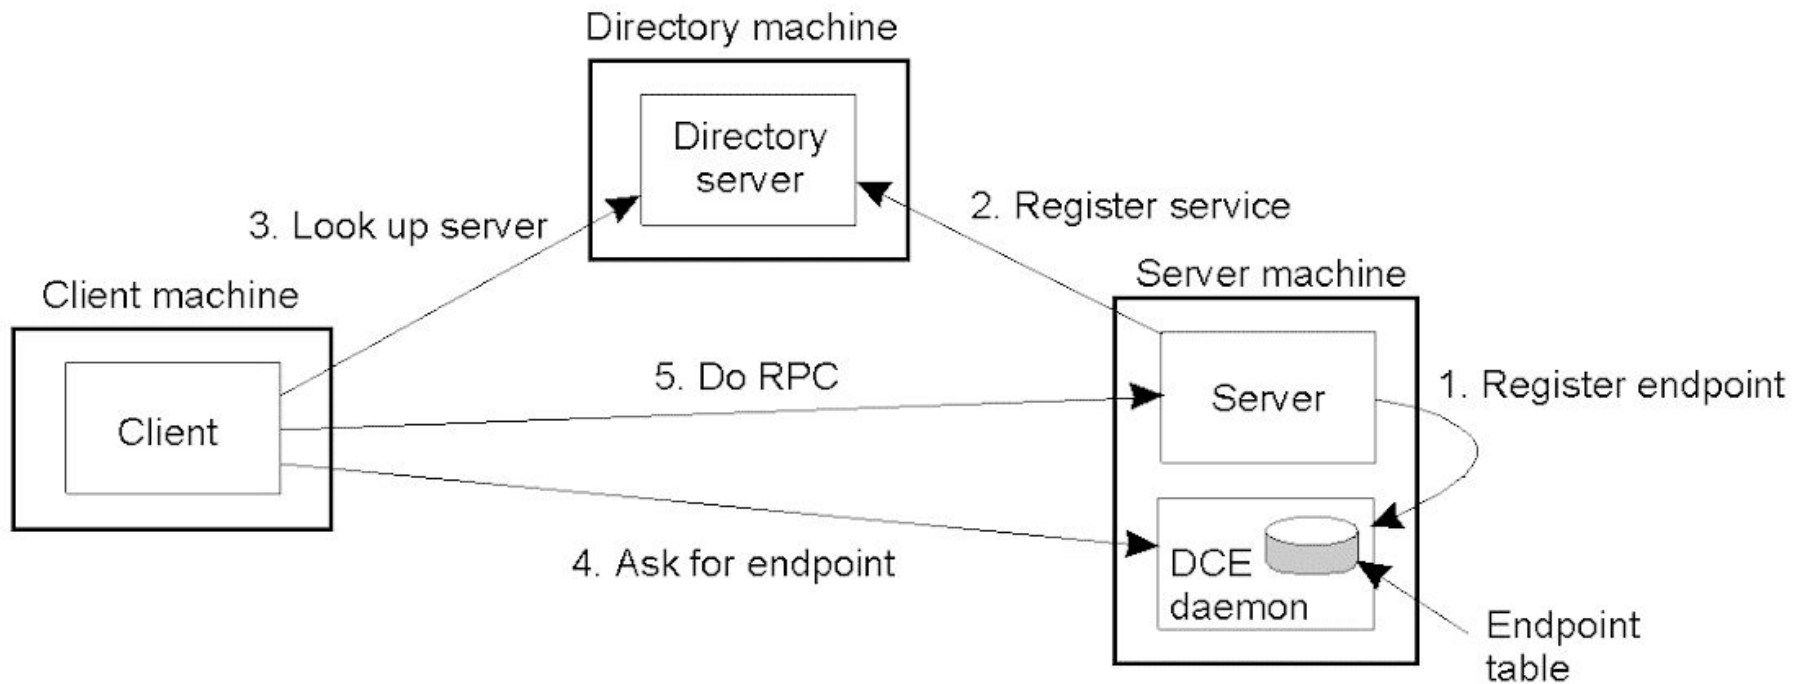 Directory machine
Directory
server
3. Look up server
2. Register service
Client machine
Server machine
5. Do RPC
1. Register endpoint
Client
Server
4. Ask for endpoint
DCE
daemon
Endpoint
table